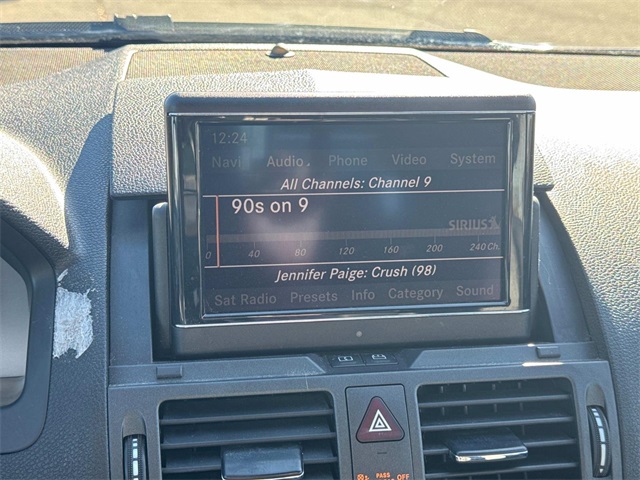 12:24
Navi Audio Phone Video System
All Channels: Channel 9
90s on 9
SIRIUS
0 40 80 120 160 200 240 Ch.
Jennifer Paige: Crush (98)
Sat Radio Presets Info Category Sound
PASS
OFF